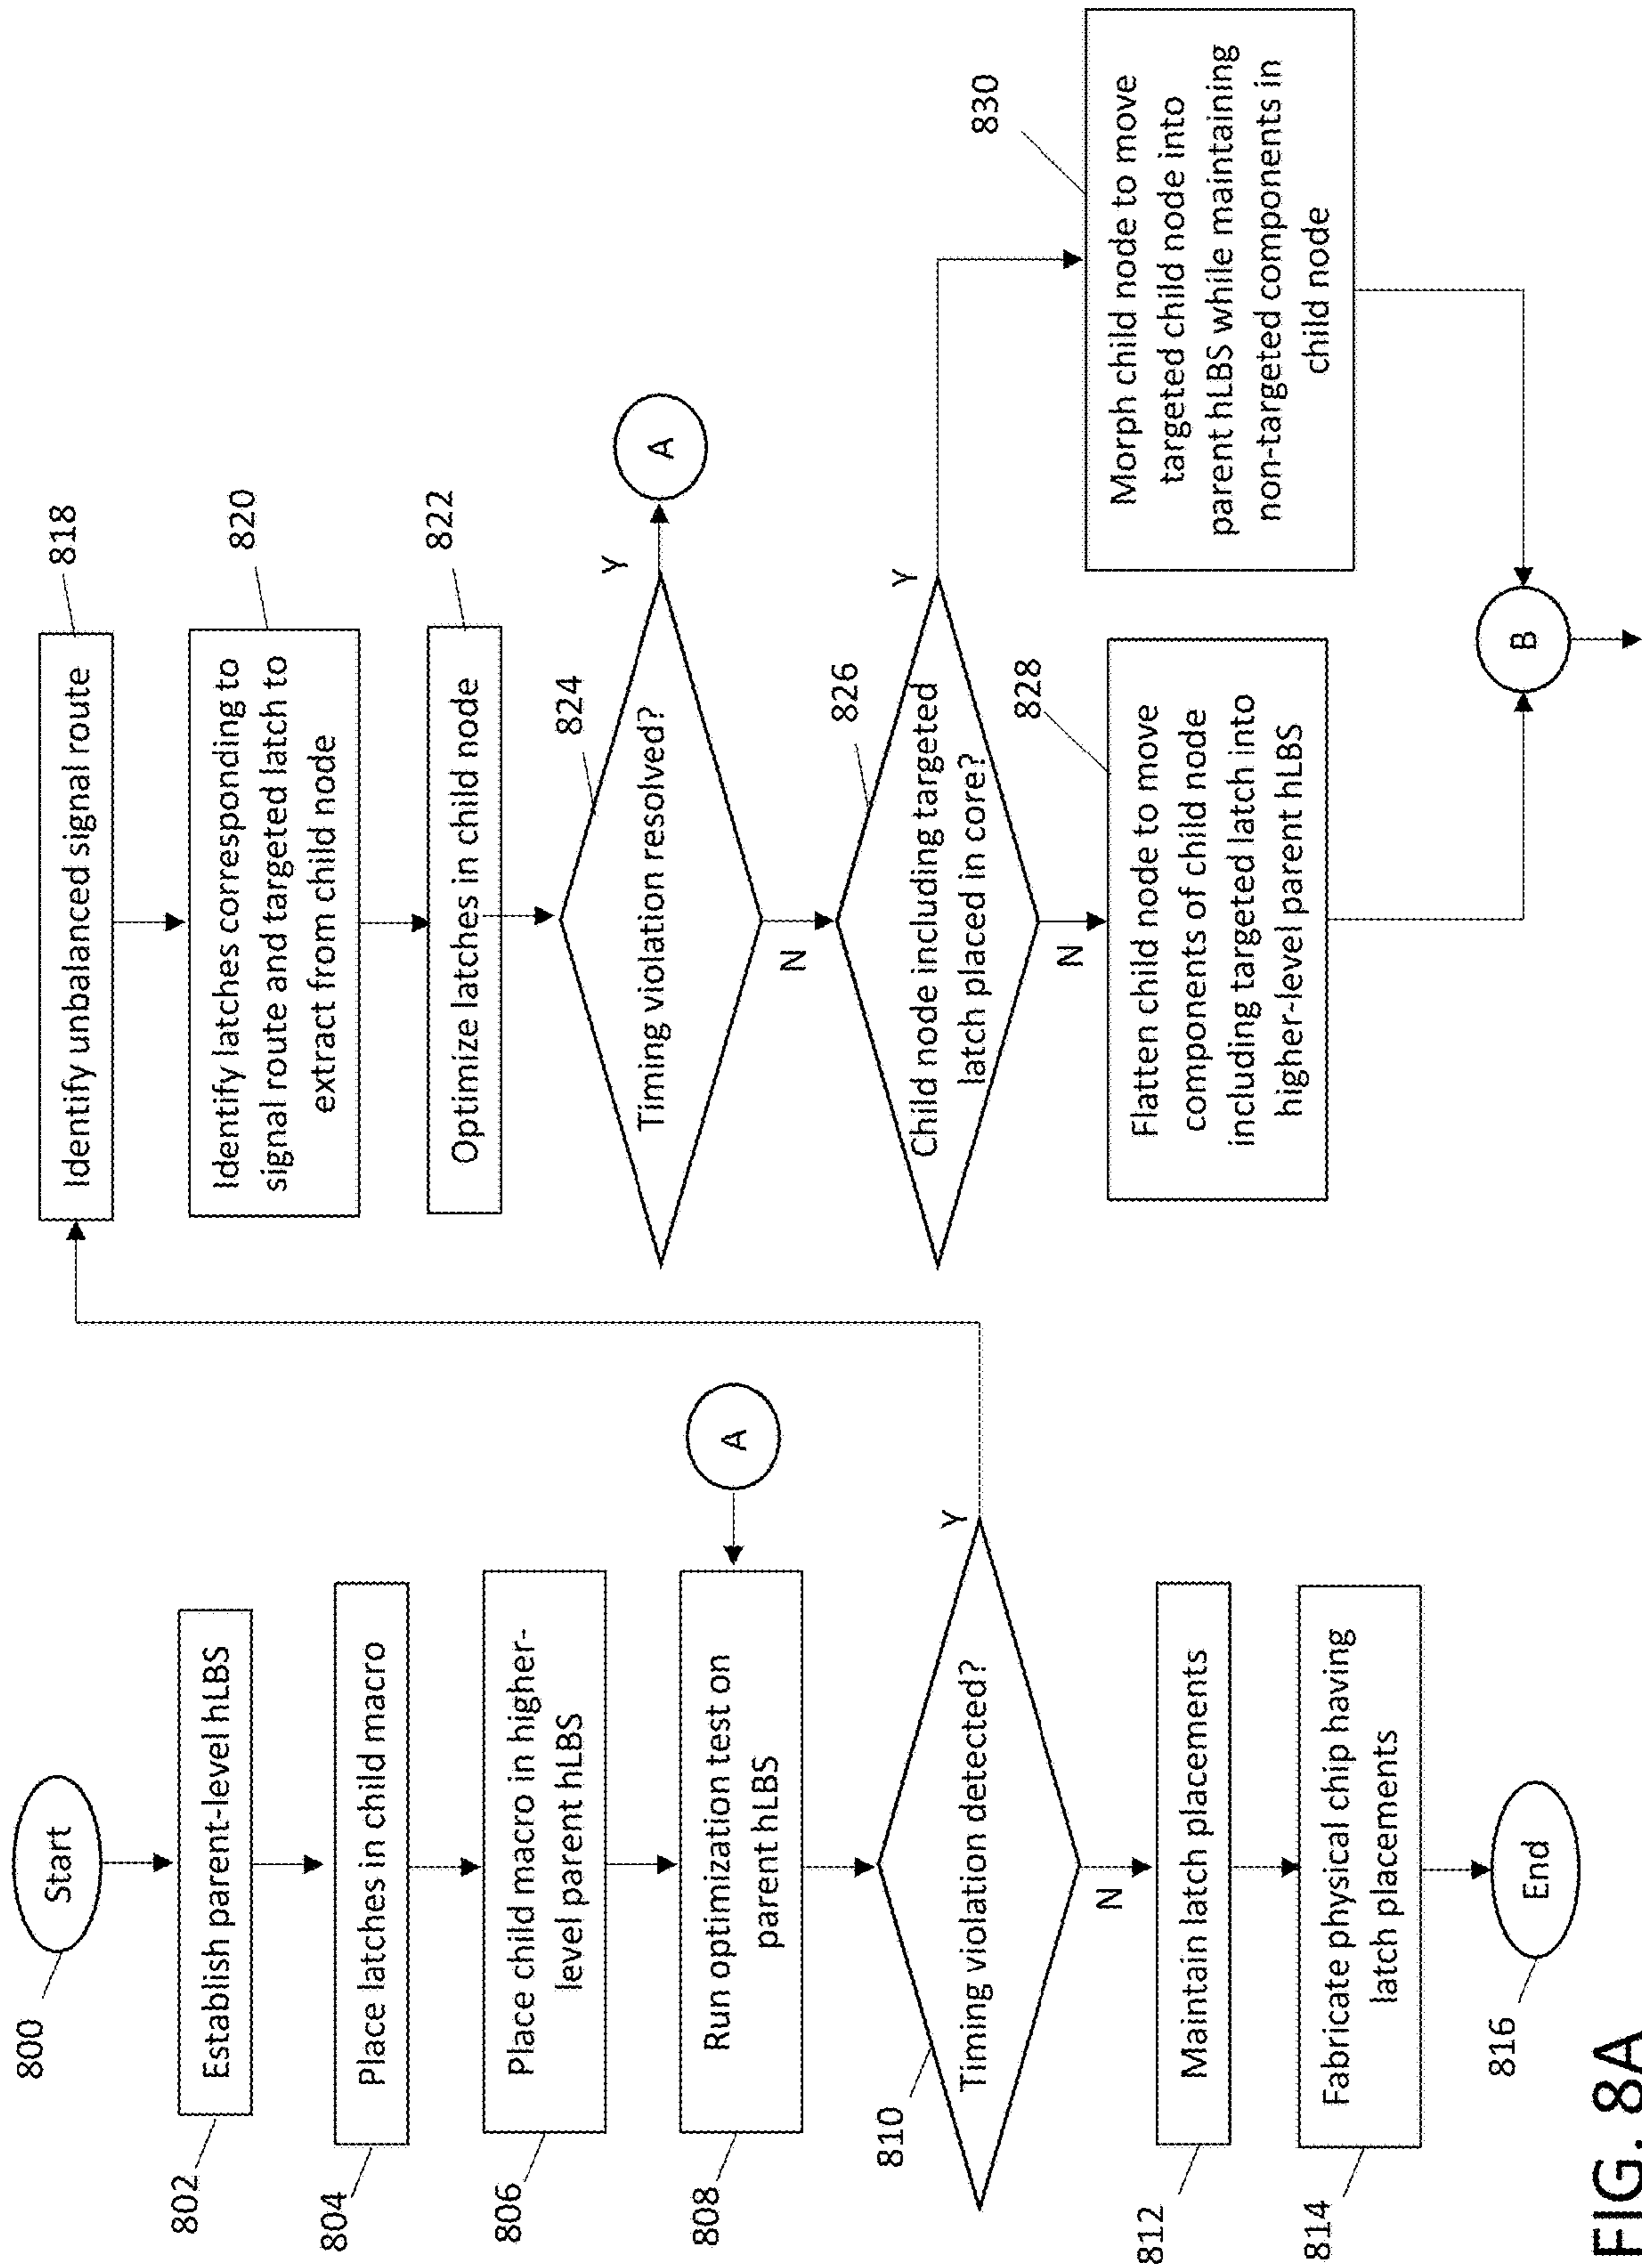 800
Start
802
Establish parent-level hLBS
804
Place latches in child macro
806
Place child macro in higher-
level parent hLBS
808
Run optimization test on
parent hLBS
A
810
Timing violation detected?
Y
N
812
Maintain latch placements
814
Fabricate physical chip having
latch placements
816
End
818
Identify unbalanced signal route
820
Identify latches corresponding to
signal route and targeted latch to
extract from child node
822
Optimize latches in child node
824
Timing violation resolved?
Y
A
N
826
Child node including targeted
latch placed in core?
Y
N
828
Flatten child node to move
components of child node
including targeted latch into
higher-level parent hLBS
830
Morph child node to move
targeted child node into
parent hLBS while maintaining
non-targeted components in
child node
B
FIG. 8A